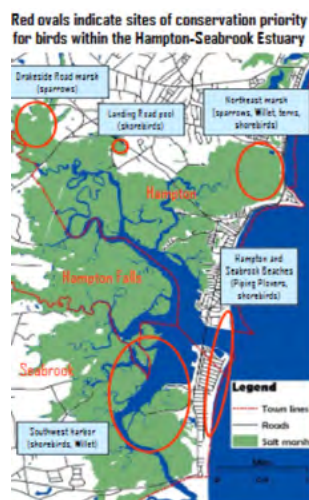 Red ovals indicate sites of conservation priority
for birds within the Hampton-Seabrook Estuary
Drakeside Road marsh
(sparrows)
Landing Road pool
(shorebirds)
Northeast marsh
(sparrows, Willet, terns,
shorebirds)
Hampton
Hampton and
Seabrook Beaches
(Piping Plovers,
shorebirds)
Hampton Falls
Seabrook
Southwest harbor
(shorebirds, Willet)
Legend
Town lines
Roads
Salt marsh
Miles